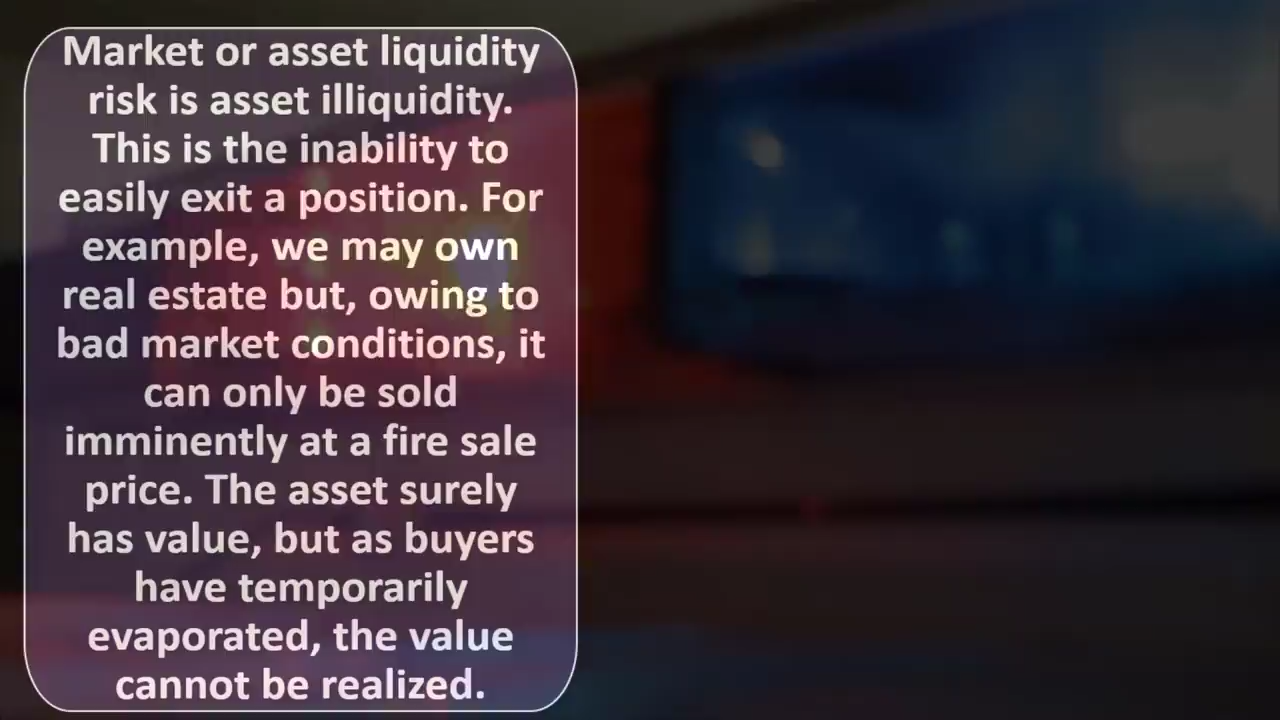 Market or asset liquidity
risk is asset illiquidity.
This is the inability to
easily exit a position. For
example, we may own
real estate but, owing to
bad market conditions, it
can only be sold
imminently at a fire sale
price. The asset surely
has value, but as buyers
have temporarily
evaporated, the value
cannot be realized.